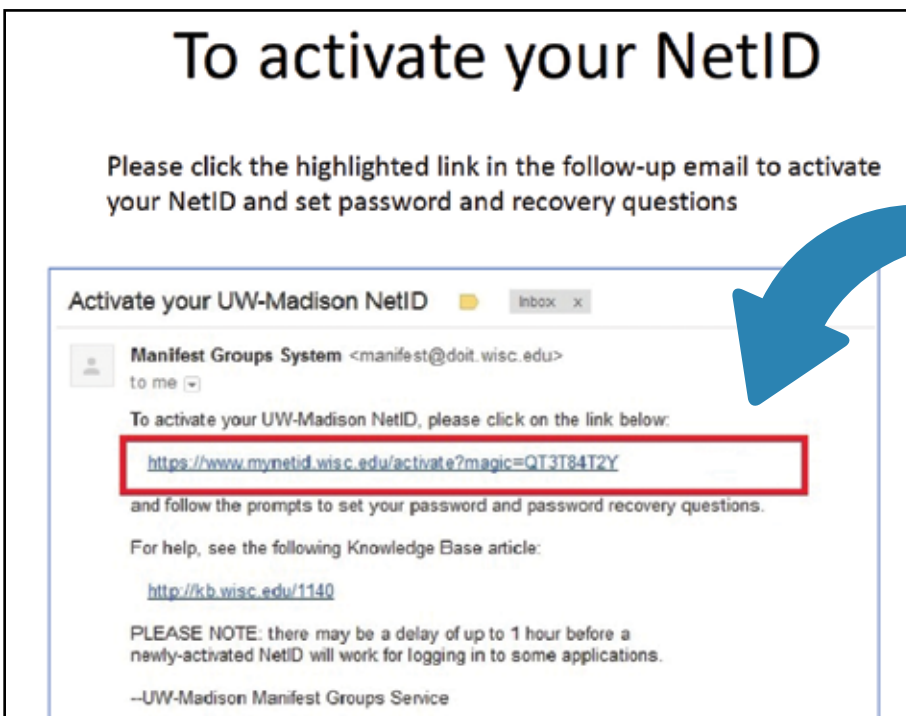 To activate your NetID
Please click the highlighted link in the follow-up email to activate
your NetID and set password and recovery questions
Activate your UW-Madison NetID Inbox x
Manifest Groups System <manifest@doit.wisc.edu>
to me
To activate your UW-Madison NetID, please click on the link below:
https://www.mynetid.wisc.edu/activate?magic=QT3T84T2Y
and follow the prompts to set your password and password recovery questions.
For help, see the following Knowledge Base article:
http://kb.wisc.edu/1140
PLEASE NOTE: there may be a delay of up to 1 hour before a
newly-activated NetID will work for logging in to some applications.
--UW-Madison Manifest Groups Service